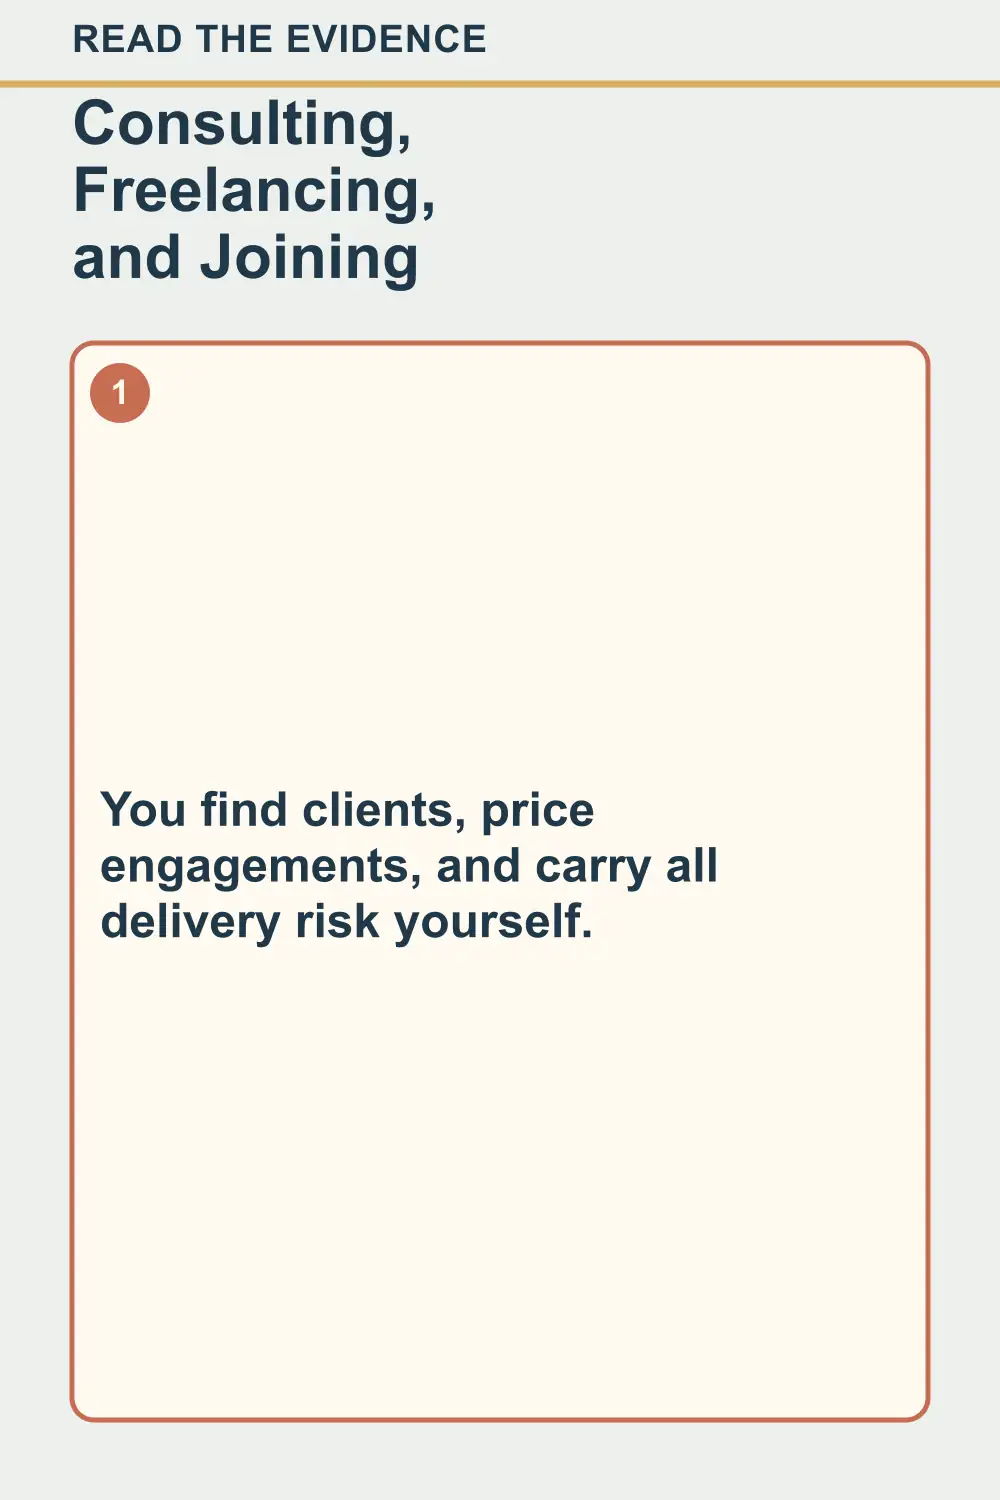 READ THE EVIDENCE
Consulting,
Freelancing,
and Joining
1
You find clients, price
engagements, and carry all
delivery risk yourself.